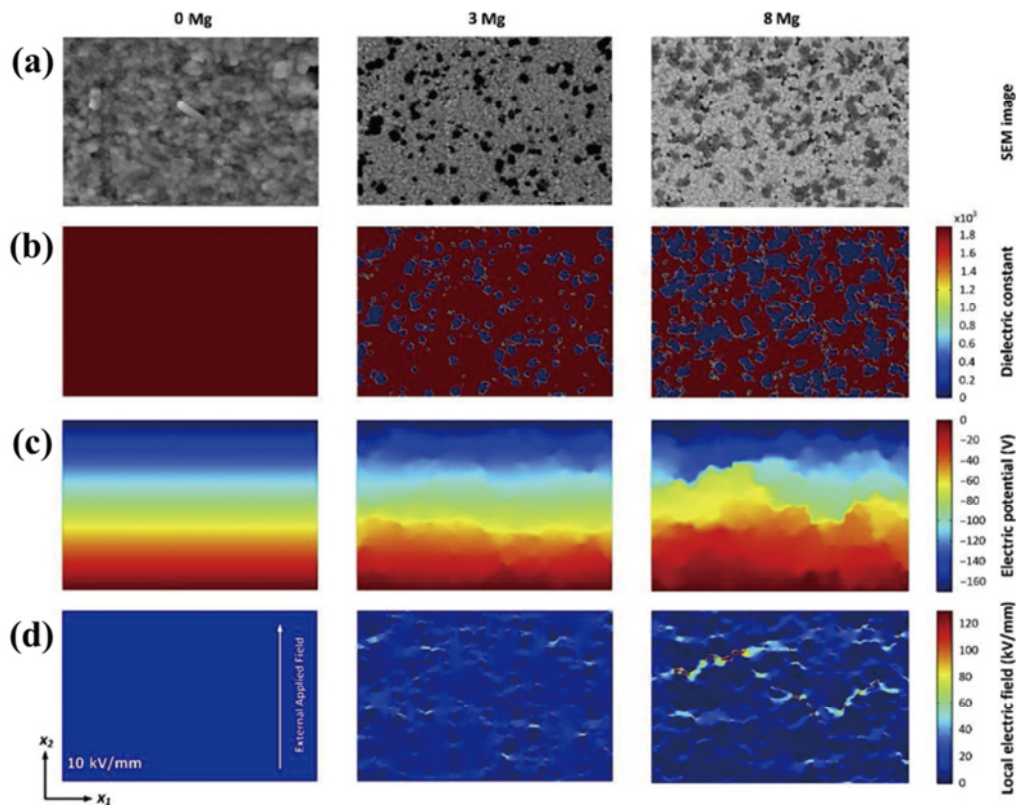 0 Mg 3 Mg 8 Mg
(a)
SEM image
(b)
×10³
1.8
1.6
1.4
1.2
1.0
0.8
0.6
0.4
0.2
0
Dielectric constant
(c)
0
−20
−40
−60
−80
−100
−120
−140
−160
Electric potential (V)
(d)
10 kV/mm
External Applied Field
120
100
80
60
40
20
0
Local electric field (kV/mm)
x₂
x₁